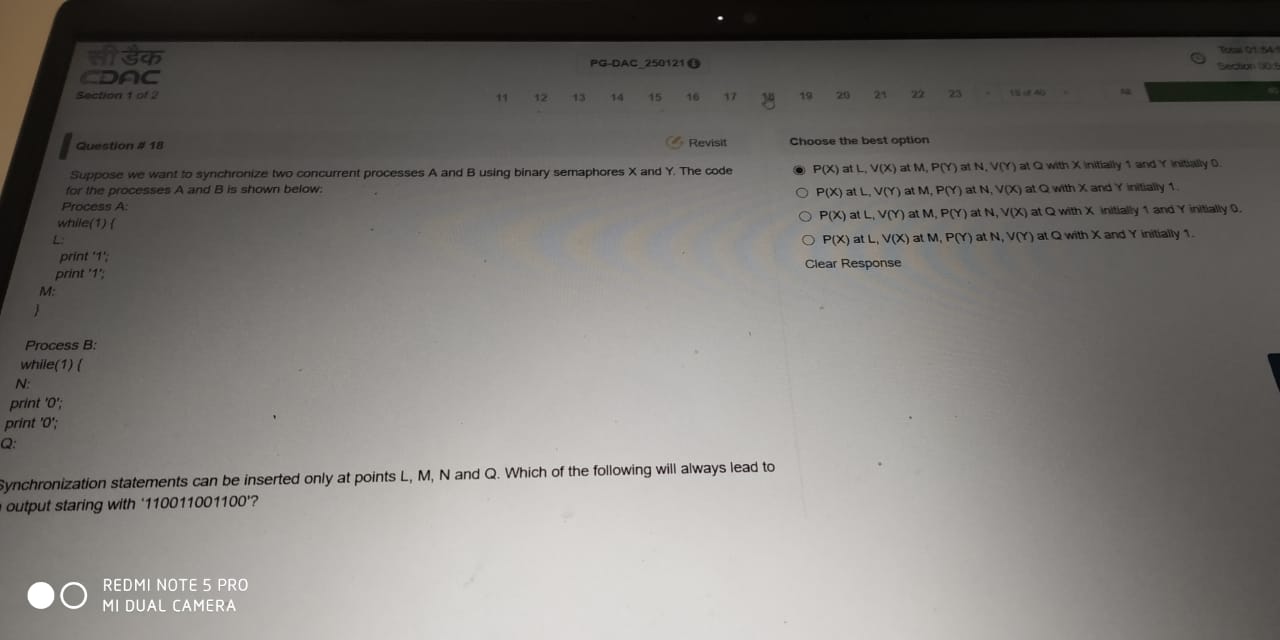 सी डैक
CDAC
Section 1 of 2
PG-DAC_250121
Total 01:54:
Section 00:
11 12 13 14 15 16 17 18 19 20 21 22 23 18 of 40 All
Question # 18
Revisit
Suppose we want to synchronize two concurrent processes A and B using binary semaphores X and Y. The code
for the processes A and B is shown below:
Process A:
while(1) {
L:
print '1';
print '1';
M:
}
Process B:
while(1) {
N:
print '0';
print '0';
Q:
Synchronization statements can be inserted only at points L, M, N and Q. Which of the following will always lead to
output staring with '110011001100'?
Choose the best option
P(X) at L, V(X) at M, P(Y) at N, V(Y) at Q with X initially 1 and Y initially 0.
P(X) at L, V(Y) at M, P(Y) at N, V(X) at Q with X and Y initially 1.
P(X) at L, V(Y) at M, P(Y) at N, V(X) at Q with X initially 1 and Y initially 0.
P(X) at L, V(X) at M, P(Y) at N, V(Y) at Q with X and Y initially 1.
Clear Response
REDMI NOTE 5 PRO
MI DUAL CAMERA